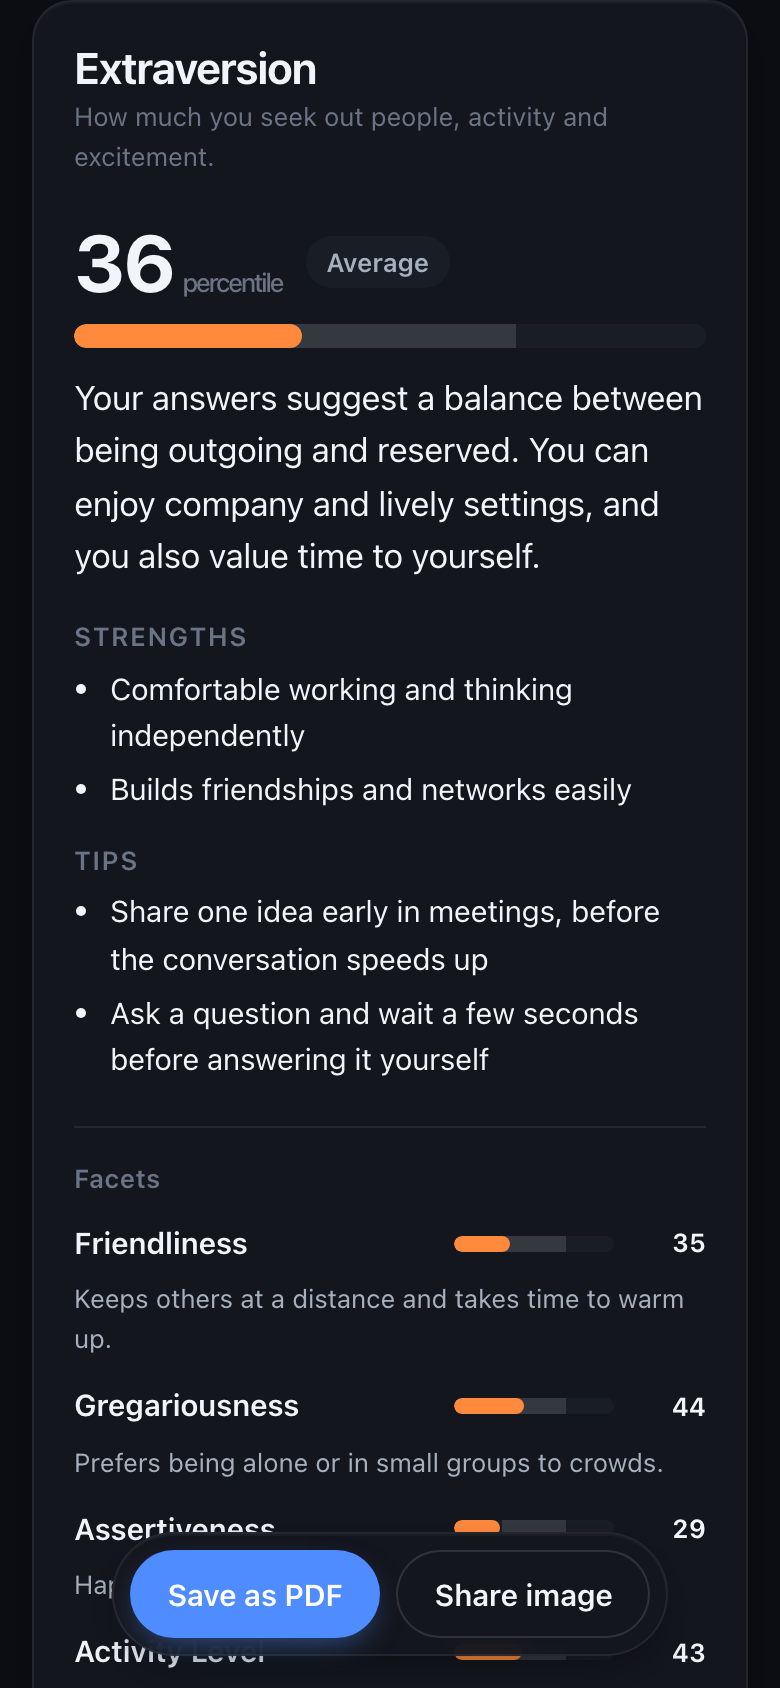 Extraversion
How much you seek out people, activity and
excitement.
36 percentile Average
Your answers suggest a balance between
being outgoing and reserved. You can
enjoy company and lively settings, and
you also value time to yourself.
STRENGTHS
• Comfortable working and thinking
independently
• Builds friendships and networks easily
TIPS
• Share one idea early in meetings, before
the conversation speeds up
• Ask a question and wait a few seconds
before answering it yourself
Facets
Friendliness 35
Keeps others at a distance and takes time to warm
up.
Gregariousness 44
Prefers being alone or in small groups to crowds.
Assertiveness 29
Save as PDF Share image
Activity Level 43